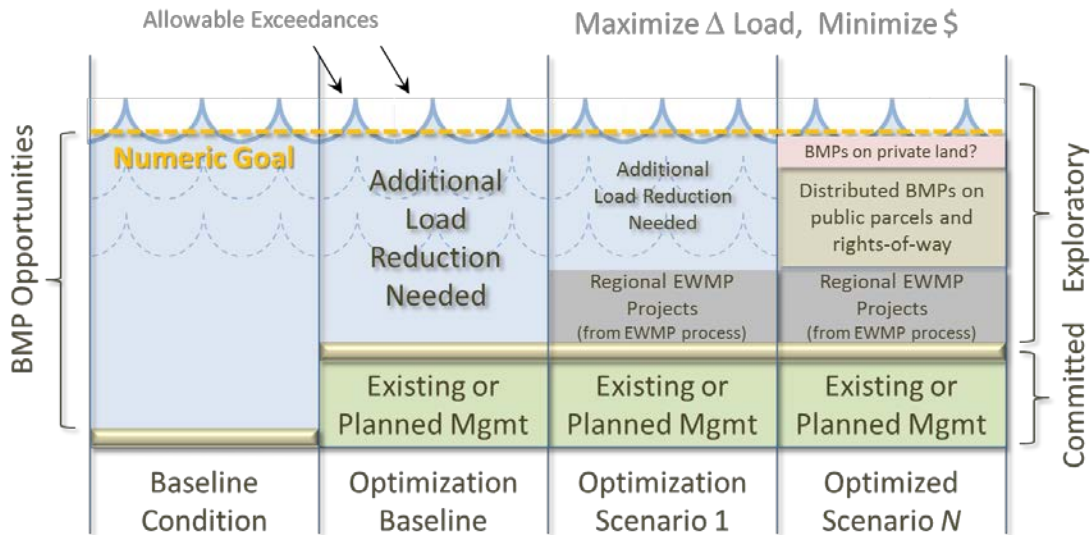 Allowable Exceedances
Maximize Δ Load, Minimize $
BMP Opportunities
Numeric Goal
Additional
Load
Reduction
Needed
Additional
Load Reduction
Needed
BMPs on private land?
Distributed BMPs on
public parcels and
rights-of-way
Regional EWMP
Projects
(from EWMP process)
Regional EWMP
Projects
(from EWMP process)
Existing or
Planned Mgmt
Existing or
Planned Mgmt
Existing or
Planned Mgmt
Exploratory
Committed
Baseline
Condition
Optimization
Baseline
Optimization
Scenario 1
Optimized
Scenario N